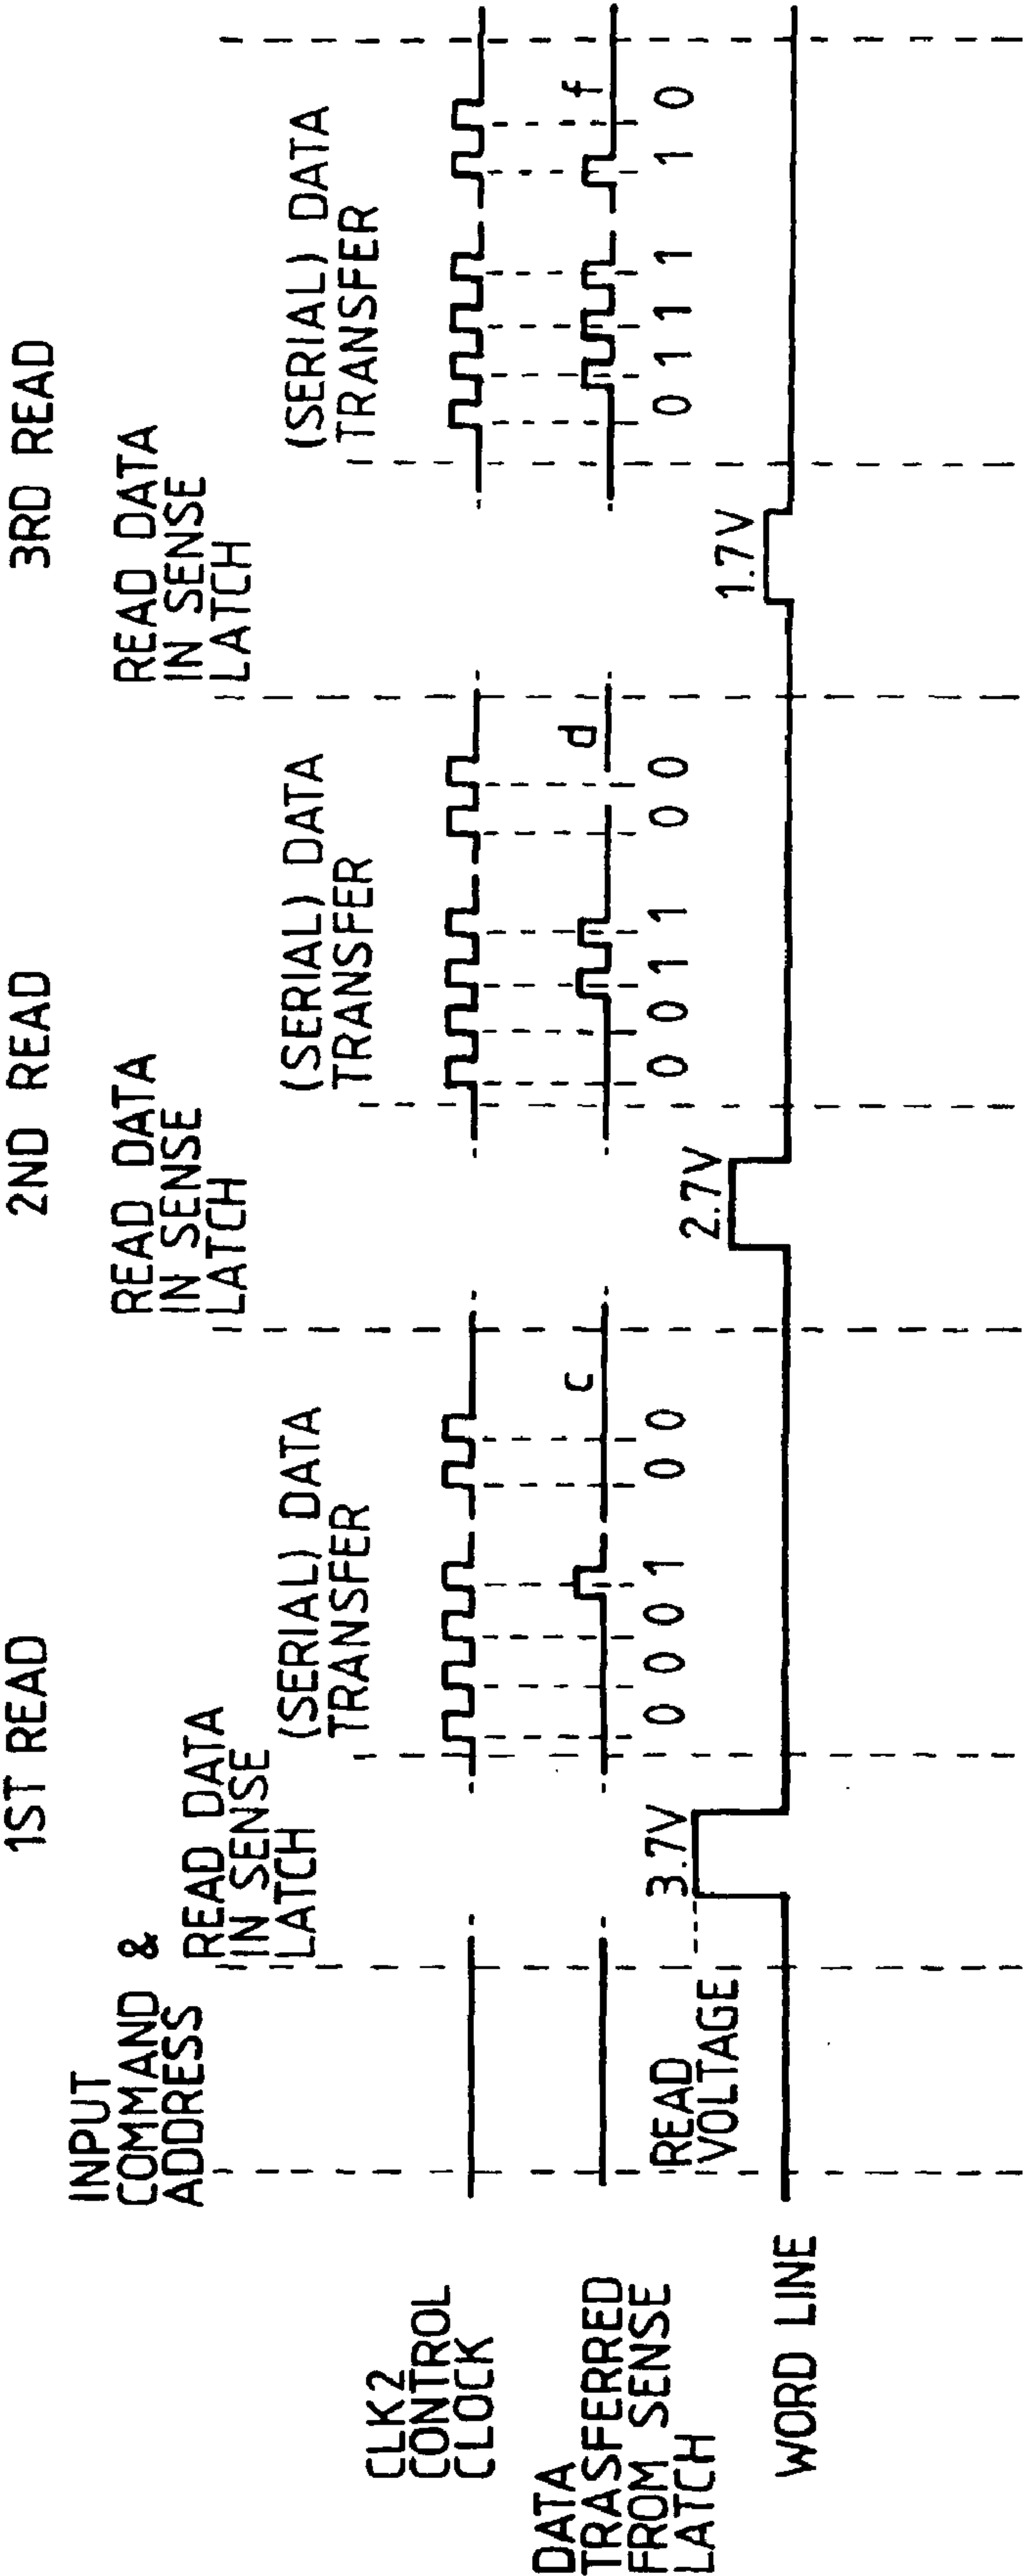 1ST READ
2ND READ
3RD READ
INPUT
COMMAND &
ADDRESS
READ DATA
IN SENSE
LATCH
(SERIAL) DATA
TRANSFER
READ DATA
IN SENSE
LATCH
(SERIAL) DATA
TRANSFER
READ DATA
IN SENSE
LATCH
(SERIAL) DATA
TRANSFER
CLK2
CONTROL
CLOCK
DATA
TRASFERRED
FROM SENSE
LATCH
c
d
f
0 0 0 1 0 0
0 0 1 1 0 0
0 1 1 1 1 0
READ
VOLTAGE
3.7V
2.7V
1.7V
WORD LINE